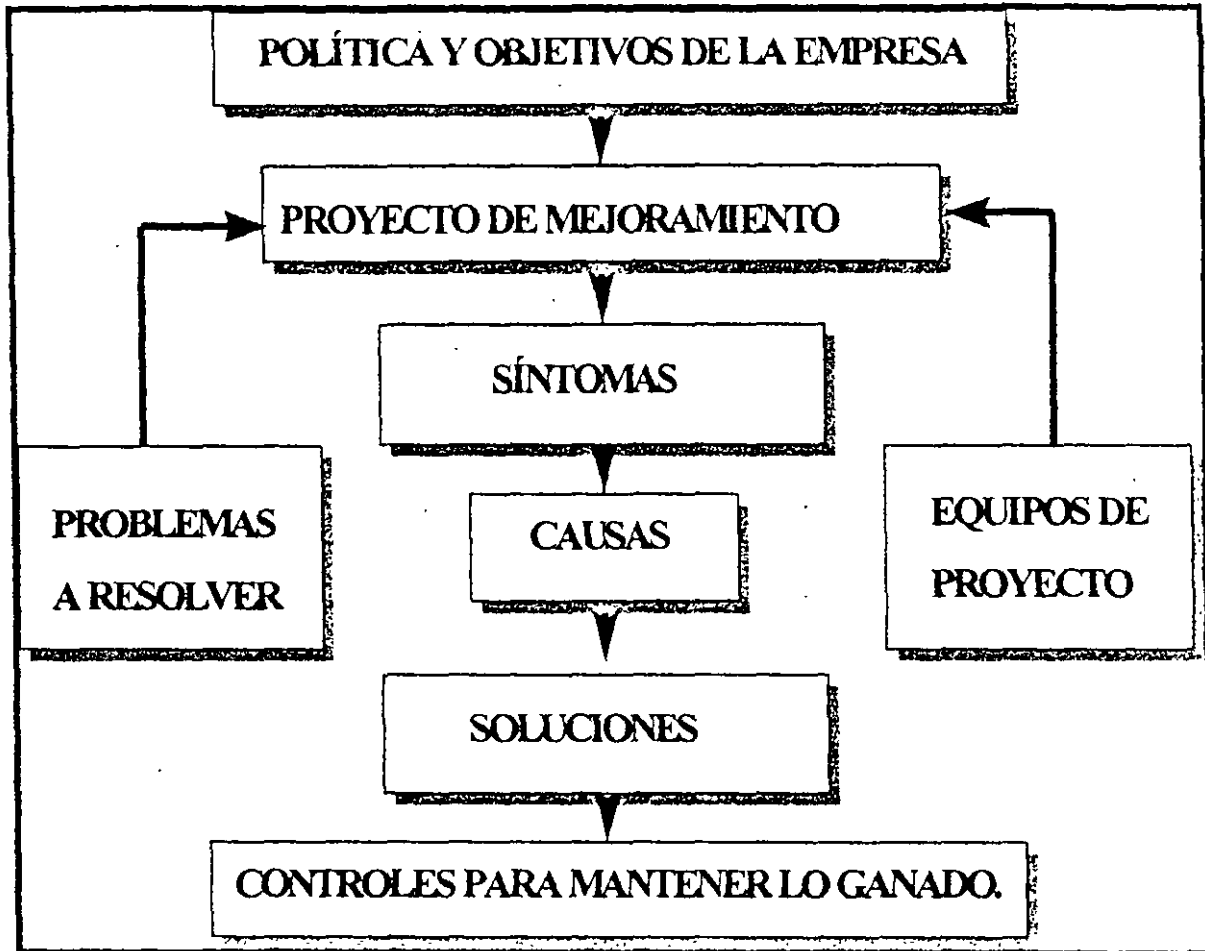 POLÍTICA Y OBJETIVOS DE LA EMPRESA
PROYECTO DE MEJORAMIENTO
SÍNTOMAS
PROBLEMAS
A RESOLVER
CAUSAS
EQUIPOS DE
PROYECTO
SOLUCIONES
CONTROLES PARA MANTENER LO GANADO.